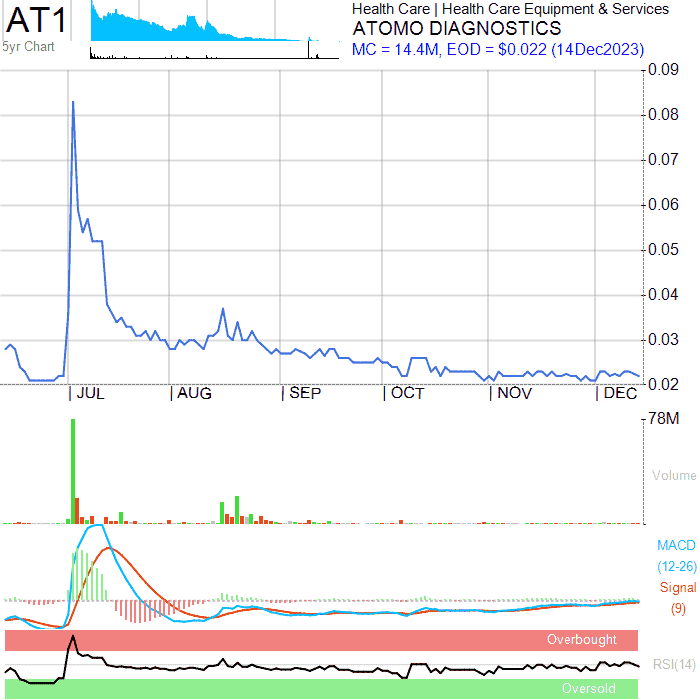 AT1
5yr Chart
Health Care | Health Care Equipment & Services
ATOMO DIAGNOSTICS
MC = 14.4M, EOD = $0.022 (14Dec2023)
0.09
0.08
0.07
0.06
0.05
0.04
0.03
0.02
JUL AUG SEP OCT NOV DEC
78M
Volume
MACD
(12-26)
Signal
(9)
Overbought
RSI(14)
Oversold